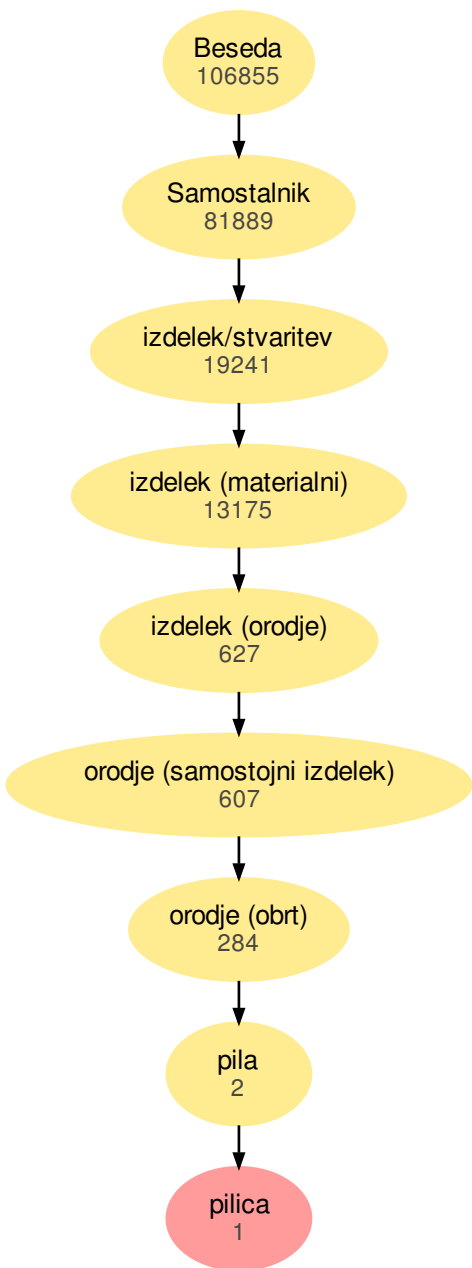 Beseda
106855
Samostalnik
81889
izdelek/stvaritev
19241
izdelek (materialni)
13175
izdelek (orodje)
627
orodje (samostojni izdelek)
607
orodje (obrt)
284
pila
2
pilica
1